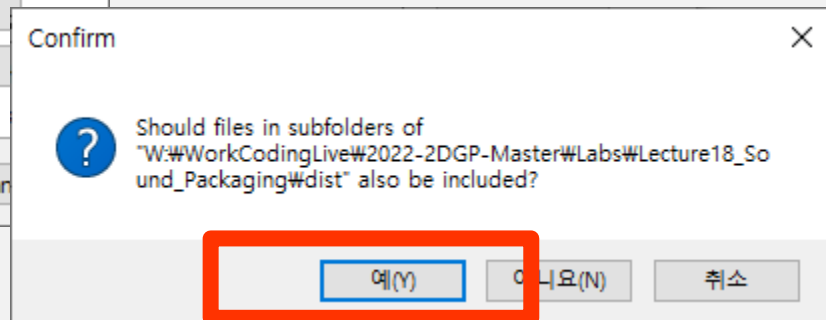 Confirm
Should files in subfolders of
"W:₩WorkCodingLive₩2022-2DGP-Master₩Labs₩Lecture18_So
und_Packaging₩dist" also be included?
예(Y) 아니요(N) 취소